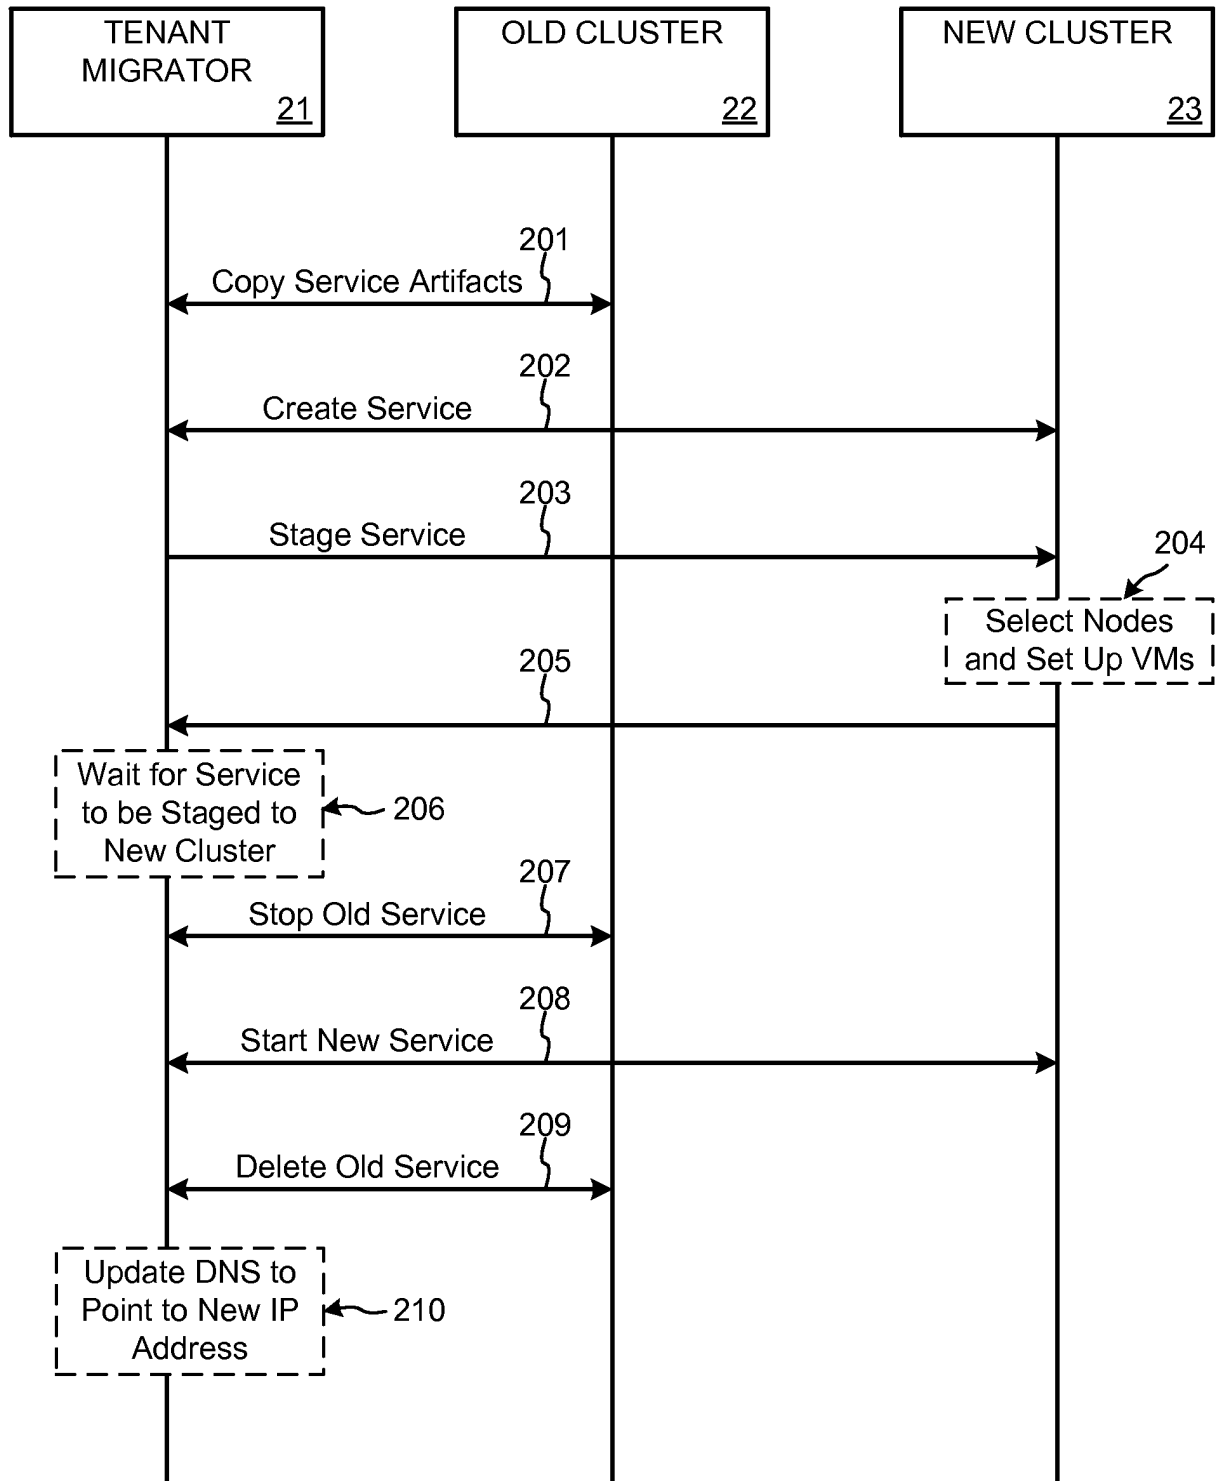 TENANT
MIGRATOR
21
OLD CLUSTER
22
NEW CLUSTER
23
201
Copy Service Artifacts
202
Create Service
203
Stage Service
204
Select Nodes
and Set Up VMs
205
Wait for Service
to be Staged to
New Cluster
206
207
Stop Old Service
208
Start New Service
209
Delete Old Service
Update DNS to
Point to New IP
Address
210